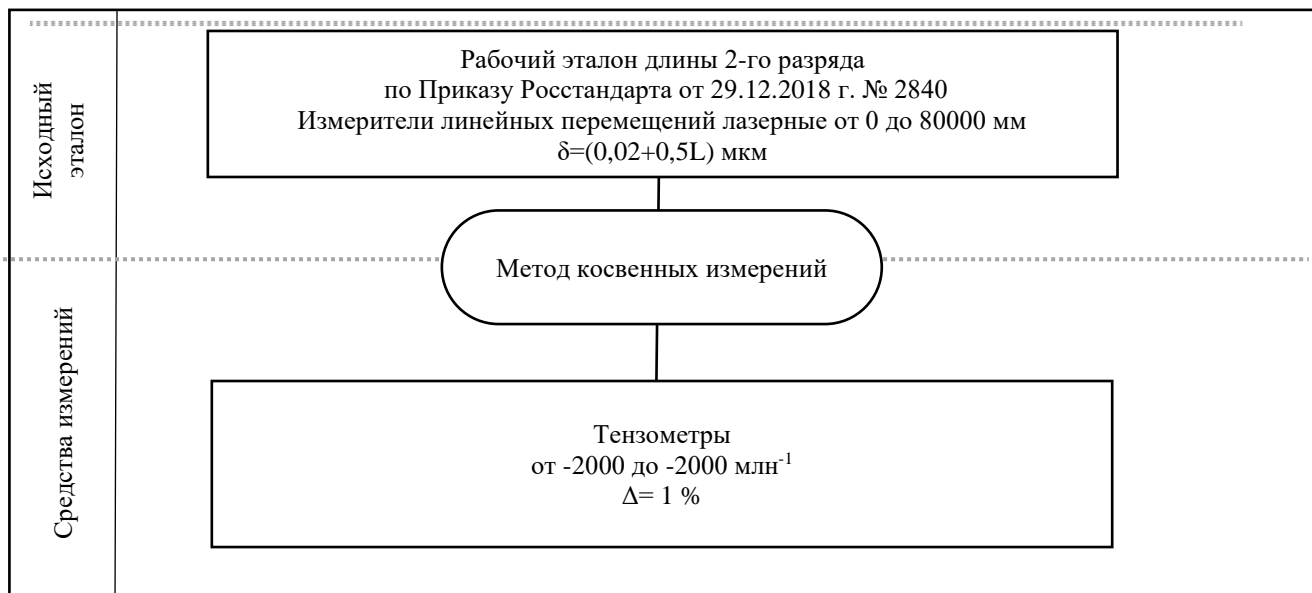 Исходный
эталон
Рабочий эталон длины 2-го разряда
по Приказу Росстандарта от 29.12.2018 г. № 2840
Измерители линейных перемещений лазерные от 0 до 80000 мм
δ=(0,02+0,5L) мкм
Метод косвенных измерений
Средства измерений
Тензометры
от -2000 до -2000 млн⁻¹
Δ= 1 %